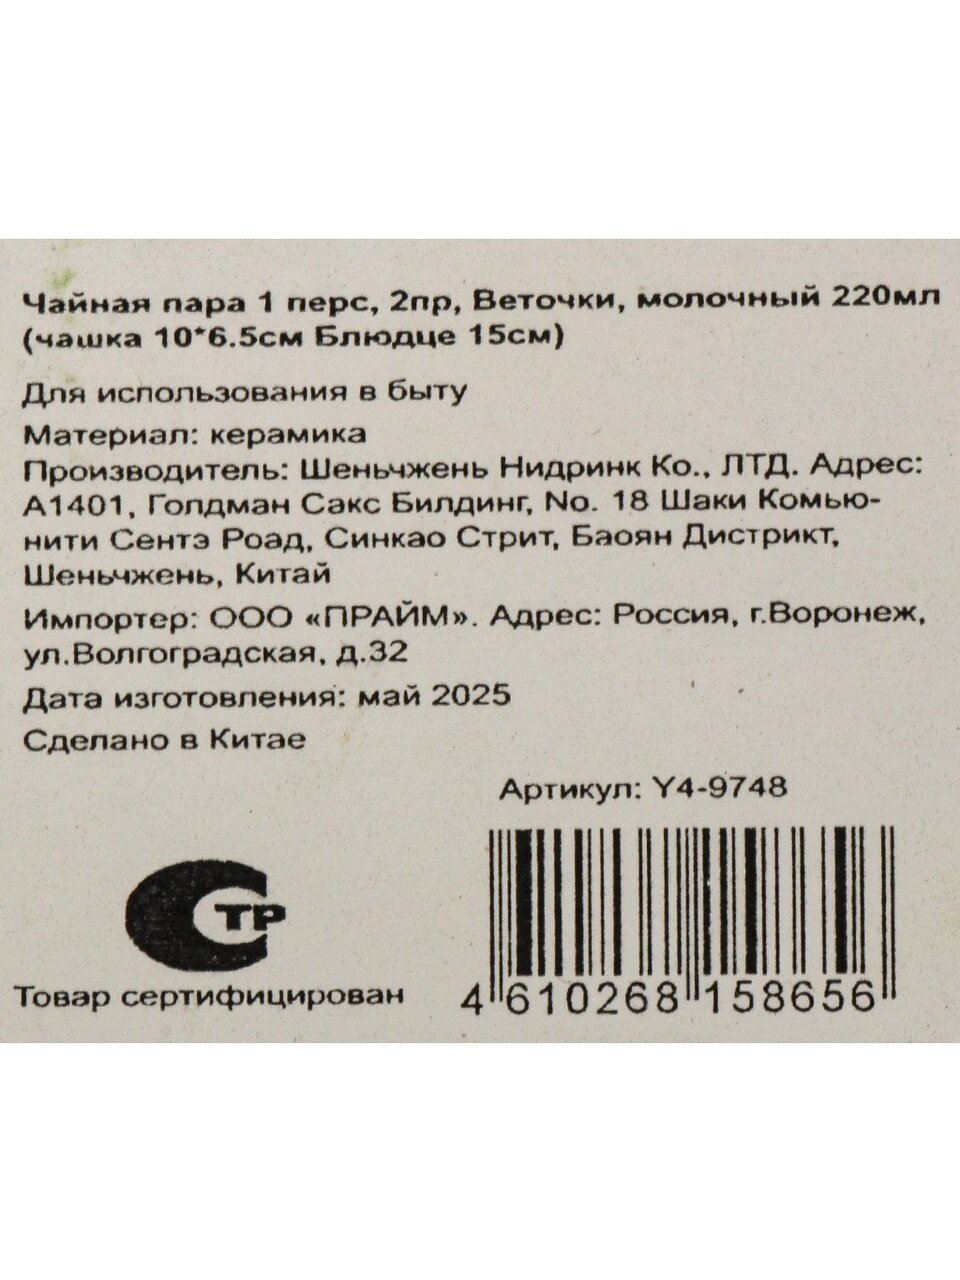 Чайная пара 1 перс, 2пр, Веточки, молочный 220мл
(чашка 10*6.5см Блюдце 15см)
Для использования в быту
Материал: керамика
Производитель: Шеньчжень Нидринк Ко., ЛТД. Адрес:
А1401, Голдман Сакс Билдинг, No. 18 Шаки Комью-
нити Сентэ Роад, Синкао Стрит, Баоян Дистрикт,
Шеньчжень, Китай
Импортер: ООО «ПРАЙМ». Адрес: Россия, г.Воронеж,
ул.Волгоградская, д.32
Дата изготовления: май 2025
Сделано в Китае
Артикул: Y4-9748
СТР
Товар сертифицирован
4 610268 158656